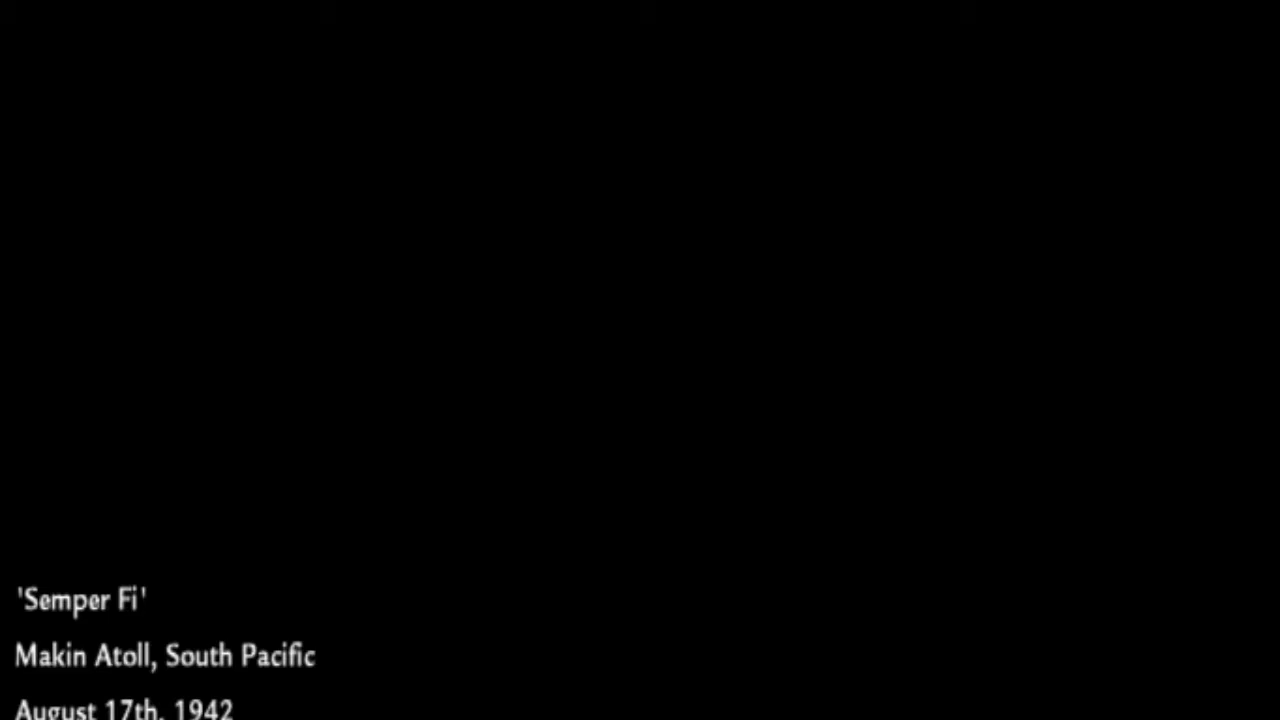 'Semper Fi'
Makin Atoll, South Pacific
August 17th, 1942